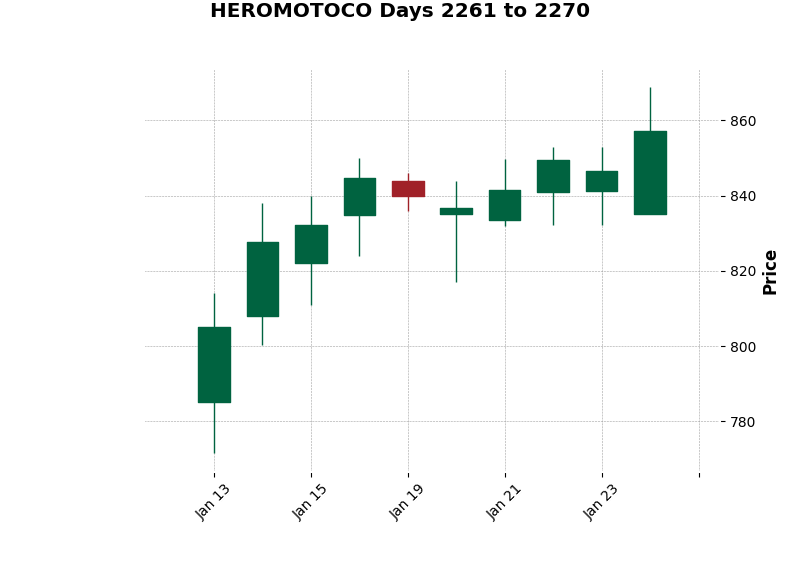 HEROMOTOCO Days 2261 to 2270
860
840
820
800
780
Price
Jan 13
Jan 15
Jan 19
Jan 21
Jan 23